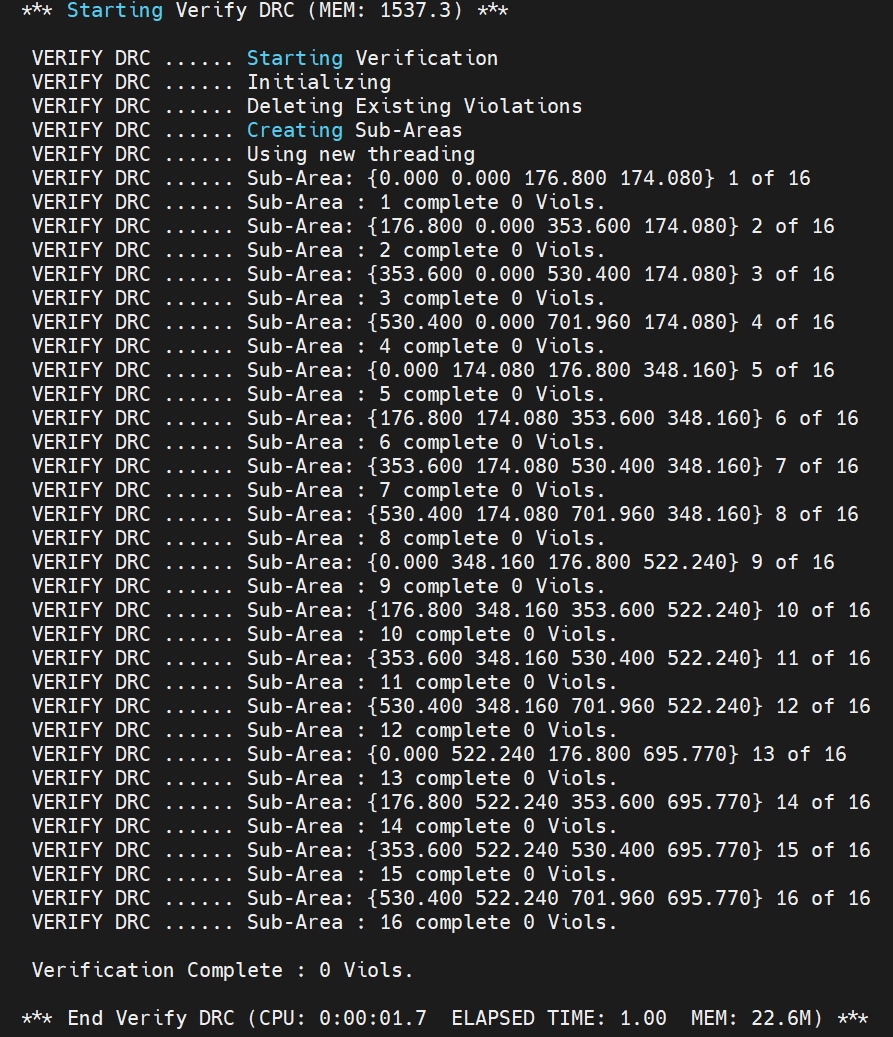 *** Starting Verify DRC (MEM: 1537.3) ***
VERIFY DRC ...... Starting Verification
VERIFY DRC ...... Initializing
VERIFY DRC ...... Deleting Existing Violations
VERIFY DRC ...... Creating Sub-Areas
VERIFY DRC ...... Using new threading
VERIFY DRC ...... Sub-Area: {0.000 0.000 176.800 174.080} 1 of 16
VERIFY DRC ...... Sub-Area : 1 complete 0 Viols.
VERIFY DRC ...... Sub-Area: {176.800 0.000 353.600 174.080} 2 of 16
VERIFY DRC ...... Sub-Area : 2 complete 0 Viols.
VERIFY DRC ...... Sub-Area: {353.600 0.000 530.400 174.080} 3 of 16
VERIFY DRC ...... Sub-Area : 3 complete 0 Viols.
VERIFY DRC ...... Sub-Area: {530.400 0.000 701.960 174.080} 4 of 16
VERIFY DRC ...... Sub-Area : 4 complete 0 Viols.
VERIFY DRC ...... Sub-Area: {0.000 174.080 176.800 348.160} 5 of 16
VERIFY DRC ...... Sub-Area : 5 complete 0 Viols.
VERIFY DRC ...... Sub-Area: {176.800 174.080 353.600 348.160} 6 of 16
VERIFY DRC ...... Sub-Area : 6 complete 0 Viols.
VERIFY DRC ...... Sub-Area: {353.600 174.080 530.400 348.160} 7 of 16
VERIFY DRC ...... Sub-Area : 7 complete 0 Viols.
VERIFY DRC ...... Sub-Area: {530.400 174.080 701.960 348.160} 8 of 16
VERIFY DRC ...... Sub-Area : 8 complete 0 Viols.
VERIFY DRC ...... Sub-Area: {0.000 348.160 176.800 522.240} 9 of 16
VERIFY DRC ...... Sub-Area : 9 complete 0 Viols.
VERIFY DRC ...... Sub-Area: {176.800 348.160 353.600 522.240} 10 of 16
VERIFY DRC ...... Sub-Area : 10 complete 0 Viols.
VERIFY DRC ...... Sub-Area: {353.600 348.160 530.400 522.240} 11 of 16
VERIFY DRC ...... Sub-Area : 11 complete 0 Viols.
VERIFY DRC ...... Sub-Area: {530.400 348.160 701.960 522.240} 12 of 16
VERIFY DRC ...... Sub-Area : 12 complete 0 Viols.
VERIFY DRC ...... Sub-Area: {0.000 522.240 176.800 695.770} 13 of 16
VERIFY DRC ...... Sub-Area : 13 complete 0 Viols.
VERIFY DRC ...... Sub-Area: {176.800 522.240 353.600 695.770} 14 of 16
VERIFY DRC ...... Sub-Area : 14 complete 0 Viols.
VERIFY DRC ...... Sub-Area: {353.600 522.240 530.400 695.770} 15 of 16
VERIFY DRC ...... Sub-Area : 15 complete 0 Viols.
VERIFY DRC ...... Sub-Area: {530.400 522.240 701.960 695.770} 16 of 16
VERIFY DRC ...... Sub-Area : 16 complete 0 Viols.
Verification Complete : 0 Viols.
*** End Verify DRC (CPU: 0:00:01.7  ELAPSED TIME: 1.00  MEM: 22.6M) ***